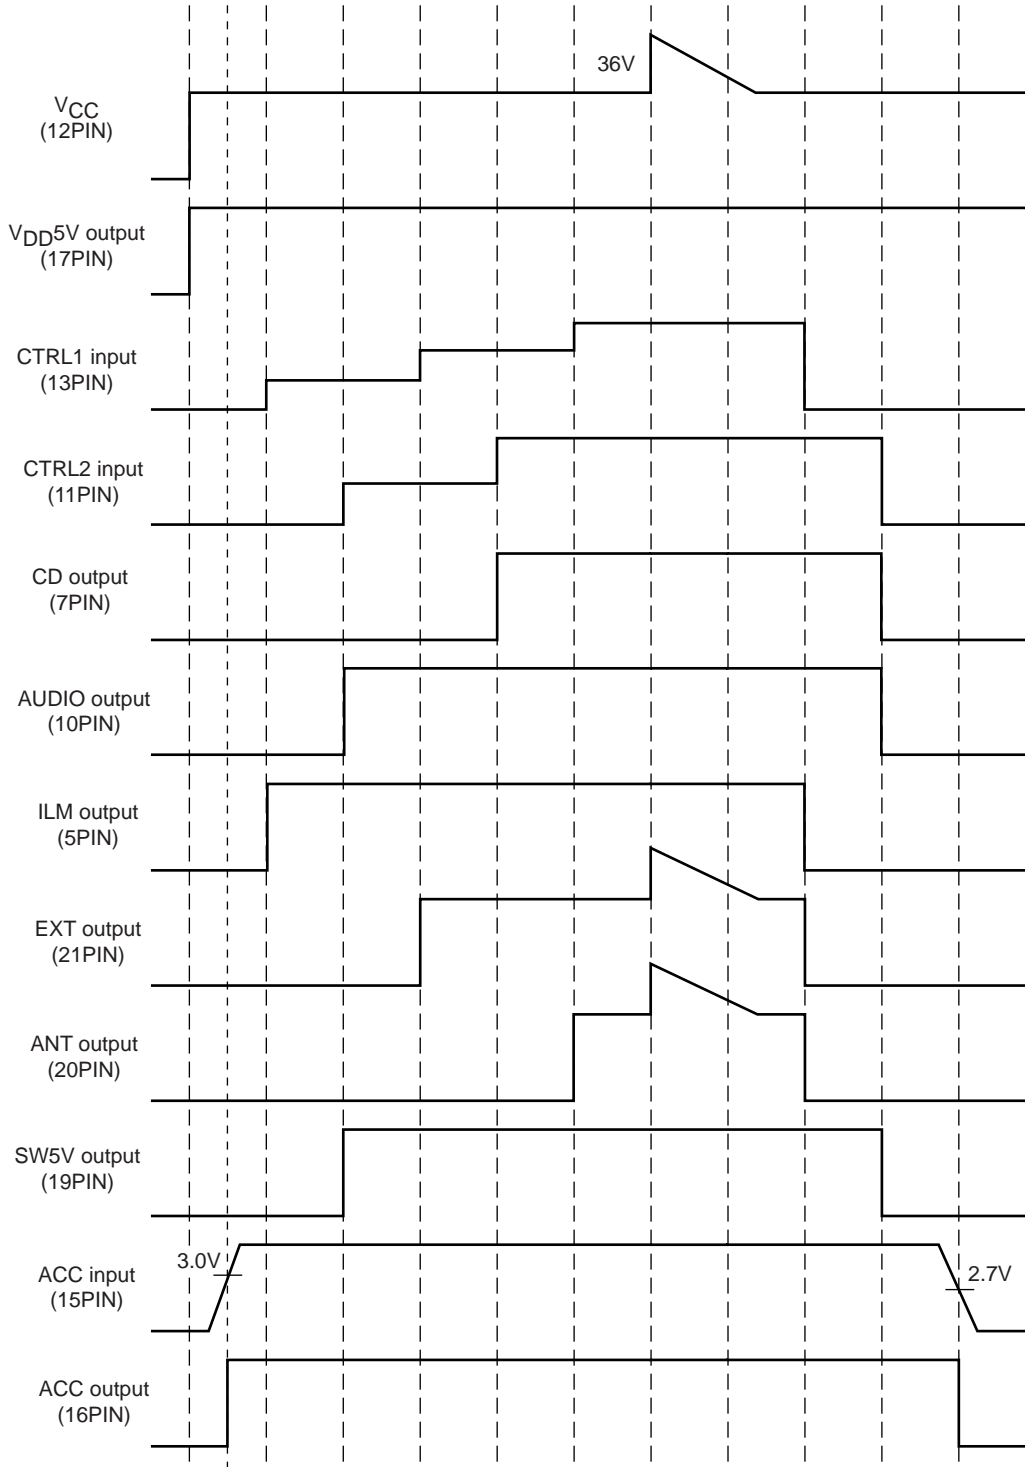 36V
VCC
(12PIN)
VDD5V output
(17PIN)
CTRL1 input
(13PIN)
CTRL2 input
(11PIN)
CD output
(7PIN)
AUDIO output
(10PIN)
ILM output
(5PIN)
EXT output
(21PIN)
ANT output
(20PIN)
SW5V output
(19PIN)
3.0V
ACC input
(15PIN)
2.7V
ACC output
(16PIN)